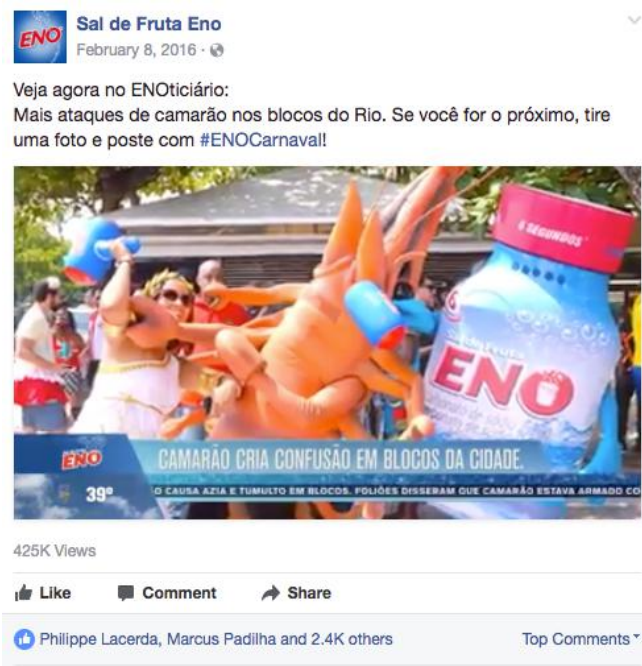 ENO
Sal de Fruta Eno
February 8, 2016
Veja agora no ENOticiário:
Mais ataques de camarão nos blocos do Rio. Se você for o próximo, tire
uma foto e poste com #ENOCarnaval!
6 SEGUNDOS
Sal de Fruta
ENO
ENO
CAMARÃO CRIA CONFUSÃO EM BLOCOS DA CIDADE.
39°
O CAUSA AZIA E TUMULTO EM BLOCOS. FOLIÕES DISSERAM QUE CAMARÃO ESTAVA ARMADO CO
425K Views
Like Comment Share
Philippe Lacerda, Marcus Padilha and 2.4K others Top Comments